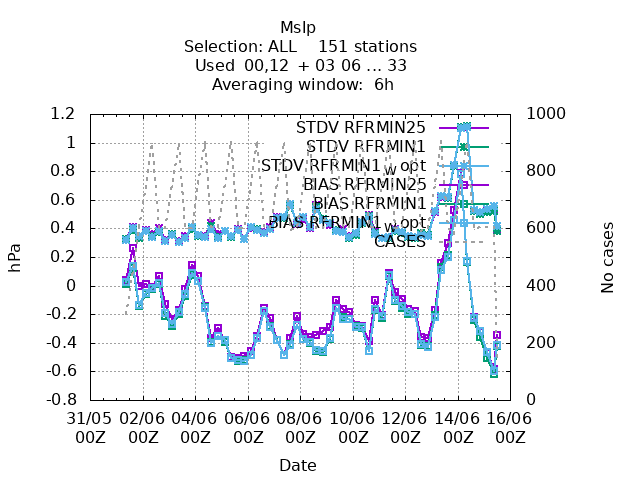 Mslp
Selection: ALL    151 stations
Used  00,12  + 03 06 ... 33
Averaging window:  6h
hPa
No cases
1.2
1
0.8
0.6
0.4
0.2
0
-0.2
-0.4
-0.6
-0.8
1000
800
600
400
200
0
STDV RFRMIN25
STDV RFRMIN1
STDV RFRMIN1_w opt
BIAS RFRMIN25
BIAS RFRMIN1
BIAS RFRMIN1_w opt
CASES
31/05 02/06 04/06 06/06 08/06 10/06 12/06 14/06 16/06
00Z 00Z 00Z 00Z 00Z 00Z 00Z 00Z 00Z
Date